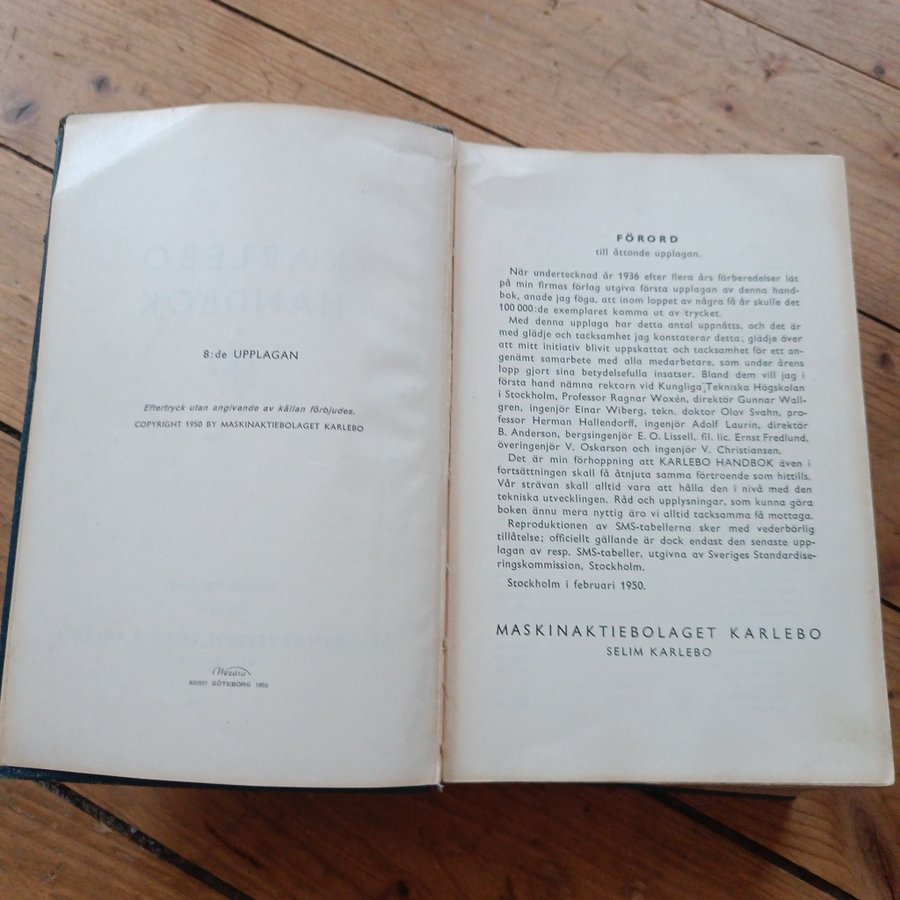 KARLEBO
HANDBOK
8:de UPPLAGAN
Eftertryck utan angivande av källan förbjudes.
COPYRIGHT 1950 BY MASKINAKTIEBOLAGET KARLEBO
MASKINAKTIEBOLAGET KARLEBO
Wezäta
GÖTEBORG 1950
FÖRORD
till åttonde upplagan.
När undertecknad år 1936 efter flera års förberedelser lät
på min firmas förlag utgiva första upplagan av denna hand-
bok, anade jag föga, att inom loppet av några få år skulle det
100 000:de exemplaret komma ut av trycket.
Med denna upplaga har detta antal uppnåtts, och det är
med glädje och tacksamhet jag konstaterar detta; glädje över
att mitt initiativ blivit uppskattat och tacksamhet för ett an-
genämt samarbete med alla medarbetare, som under årens
lopp gjort sina betydelsefulla insatser. Bland dem vill jag i
första hand nämna rektorn vid Kungliga Tekniska Högskolan
i Stockholm, Professor Ragnar Woxén, direktör Gunnar Wall-
gren, ingenjör Einar Wiberg, tekn. doktor Olov Svahn, pro-
fessor Herman Hallendorff, ingenjör Adolf Laurin, direktör
B. Anderson, bergsingenjör E. O. Lissell, fil. lic. Ernst Fredlund,
överingenjör V. Oskarson och ingenjör V. Christiansen.
Det är min förhoppning att KARLEBO HANDBOK även i
fortsättningen skall få åtnjuta samma förtroende som hittills.
Vår strävan skall alltid vara att hålla den i nivå med den
tekniska utvecklingen. Råd och upplysningar, som kunna göra
boken ännu mera nyttig äro vi alltid tacksamma få mottaga.
Reproduktionen av SMS-tabellerna sker med vederbörlig
tillåtelse; officiellt gällande är dock endast den senaste upp-
lagan av resp. SMS-tabeller, utgivna av Sveriges Standardise-
ringskommission, Stockholm.
Stockholm i februari 1950.
MASKINAKTIEBOLAGET KARLEBO
SELIM KARLEBO